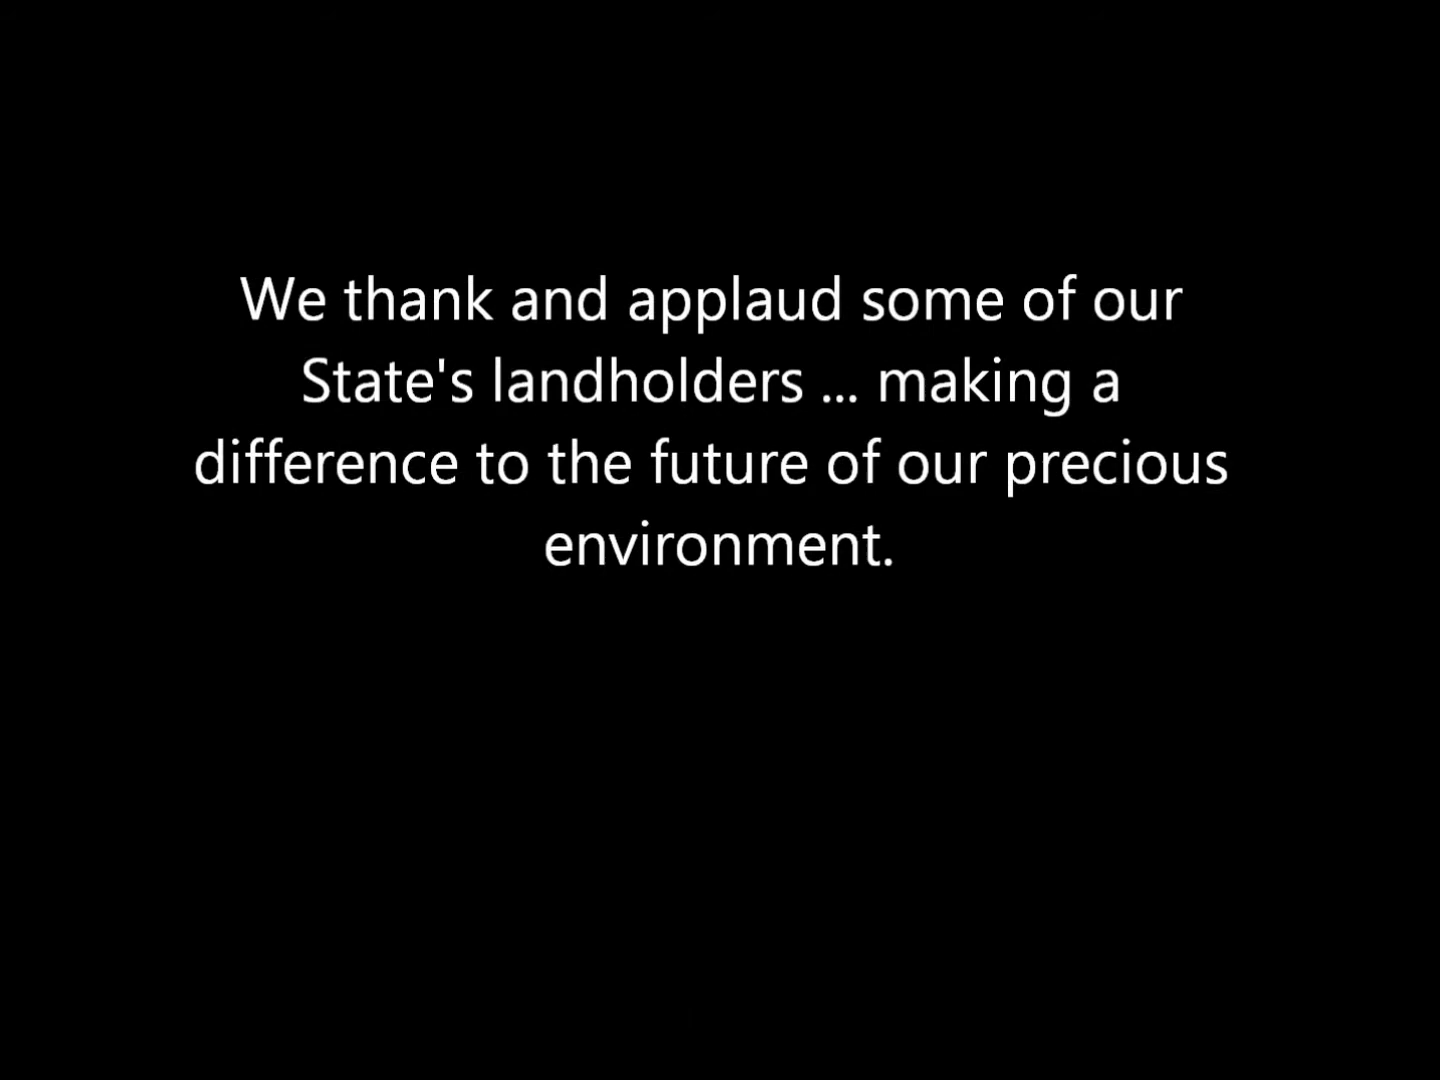 We thank and applaud some of our
State's landholders ... making a
difference to the future of our precious
environment.